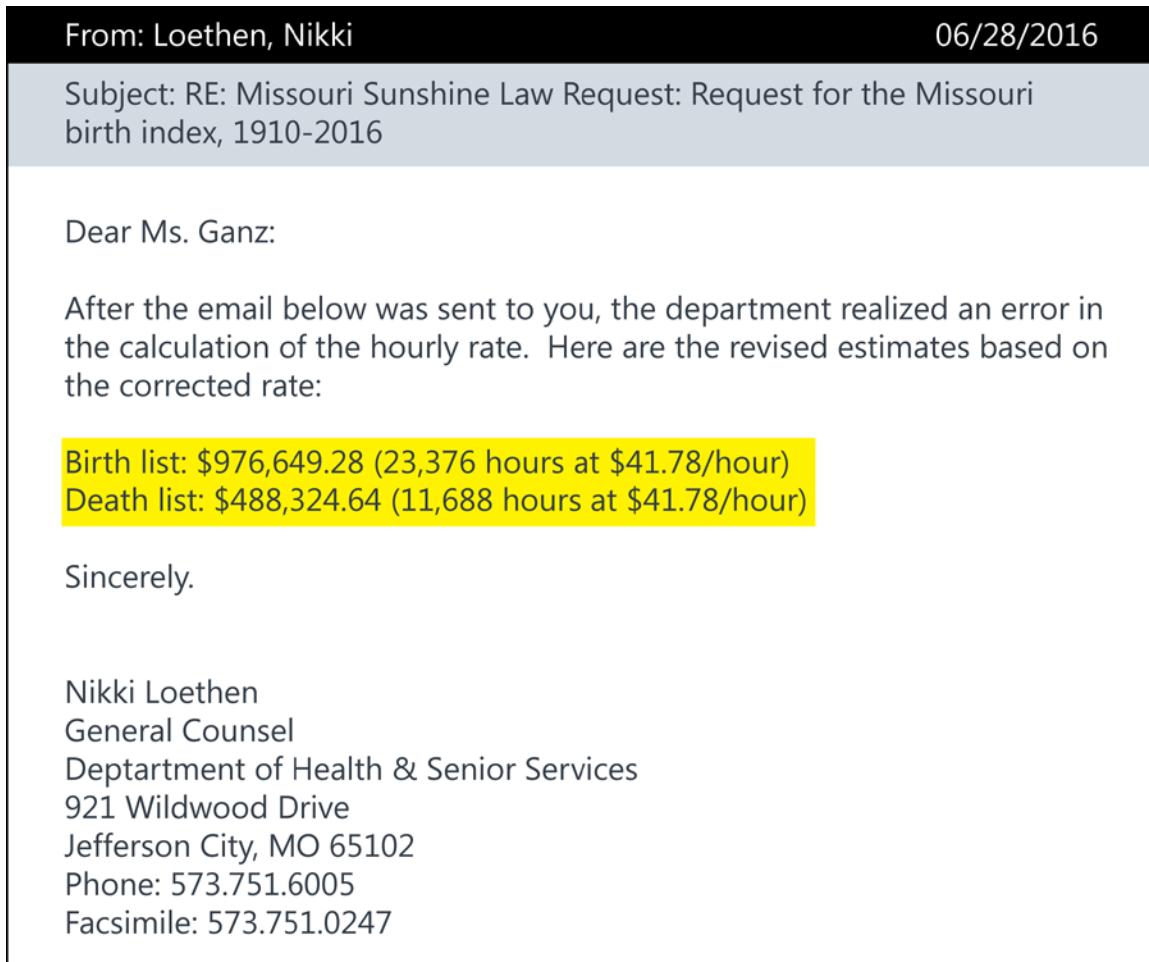 From: Loethen, Nikki 06/28/2016
Subject: RE: Missouri Sunshine Law Request: Request for the Missouri
birth index, 1910-2016
Dear Ms. Ganz:
After the email below was sent to you, the department realized an error in
the calculation of the hourly rate.  Here are the revised estimates based on
the corrected rate:
Birth list: $976,649.28 (23,376 hours at $41.78/hour)
Death list: $488,324.64 (11,688 hours at $41.78/hour)
Sincerely.
Nikki Loethen
General Counsel
Deptartment of Health & Senior Services
921 Wildwood Drive
Jefferson City, MO 65102
Phone: 573.751.6005
Facsimile: 573.751.0247